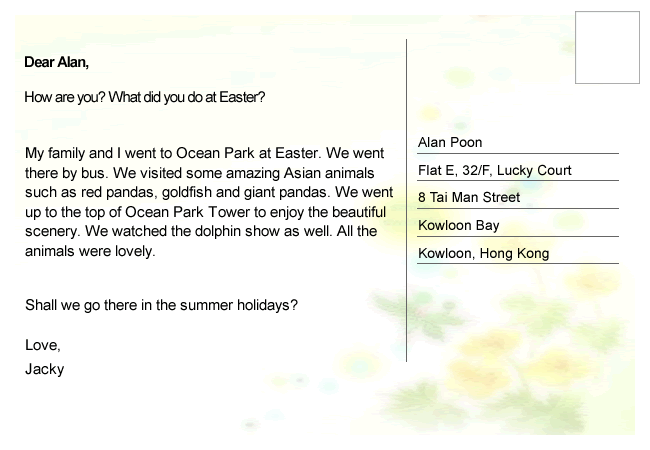 Dear Alan,
How are you? What did you do at Easter?
My family and I went to Ocean Park at Easter. We went
there by bus. We visited some amazing Asian animals
such as red pandas, goldfish and giant pandas. We went
up to the top of Ocean Park Tower to enjoy the beautiful
scenery. We watched the dolphin show as well. All the
animals were lovely.
Shall we go there in the summer holidays?
Love,
Jacky
Alan Poon
Flat E, 32/F, Lucky Court
8 Tai Man Street
Kowloon Bay
Kowloon, Hong Kong